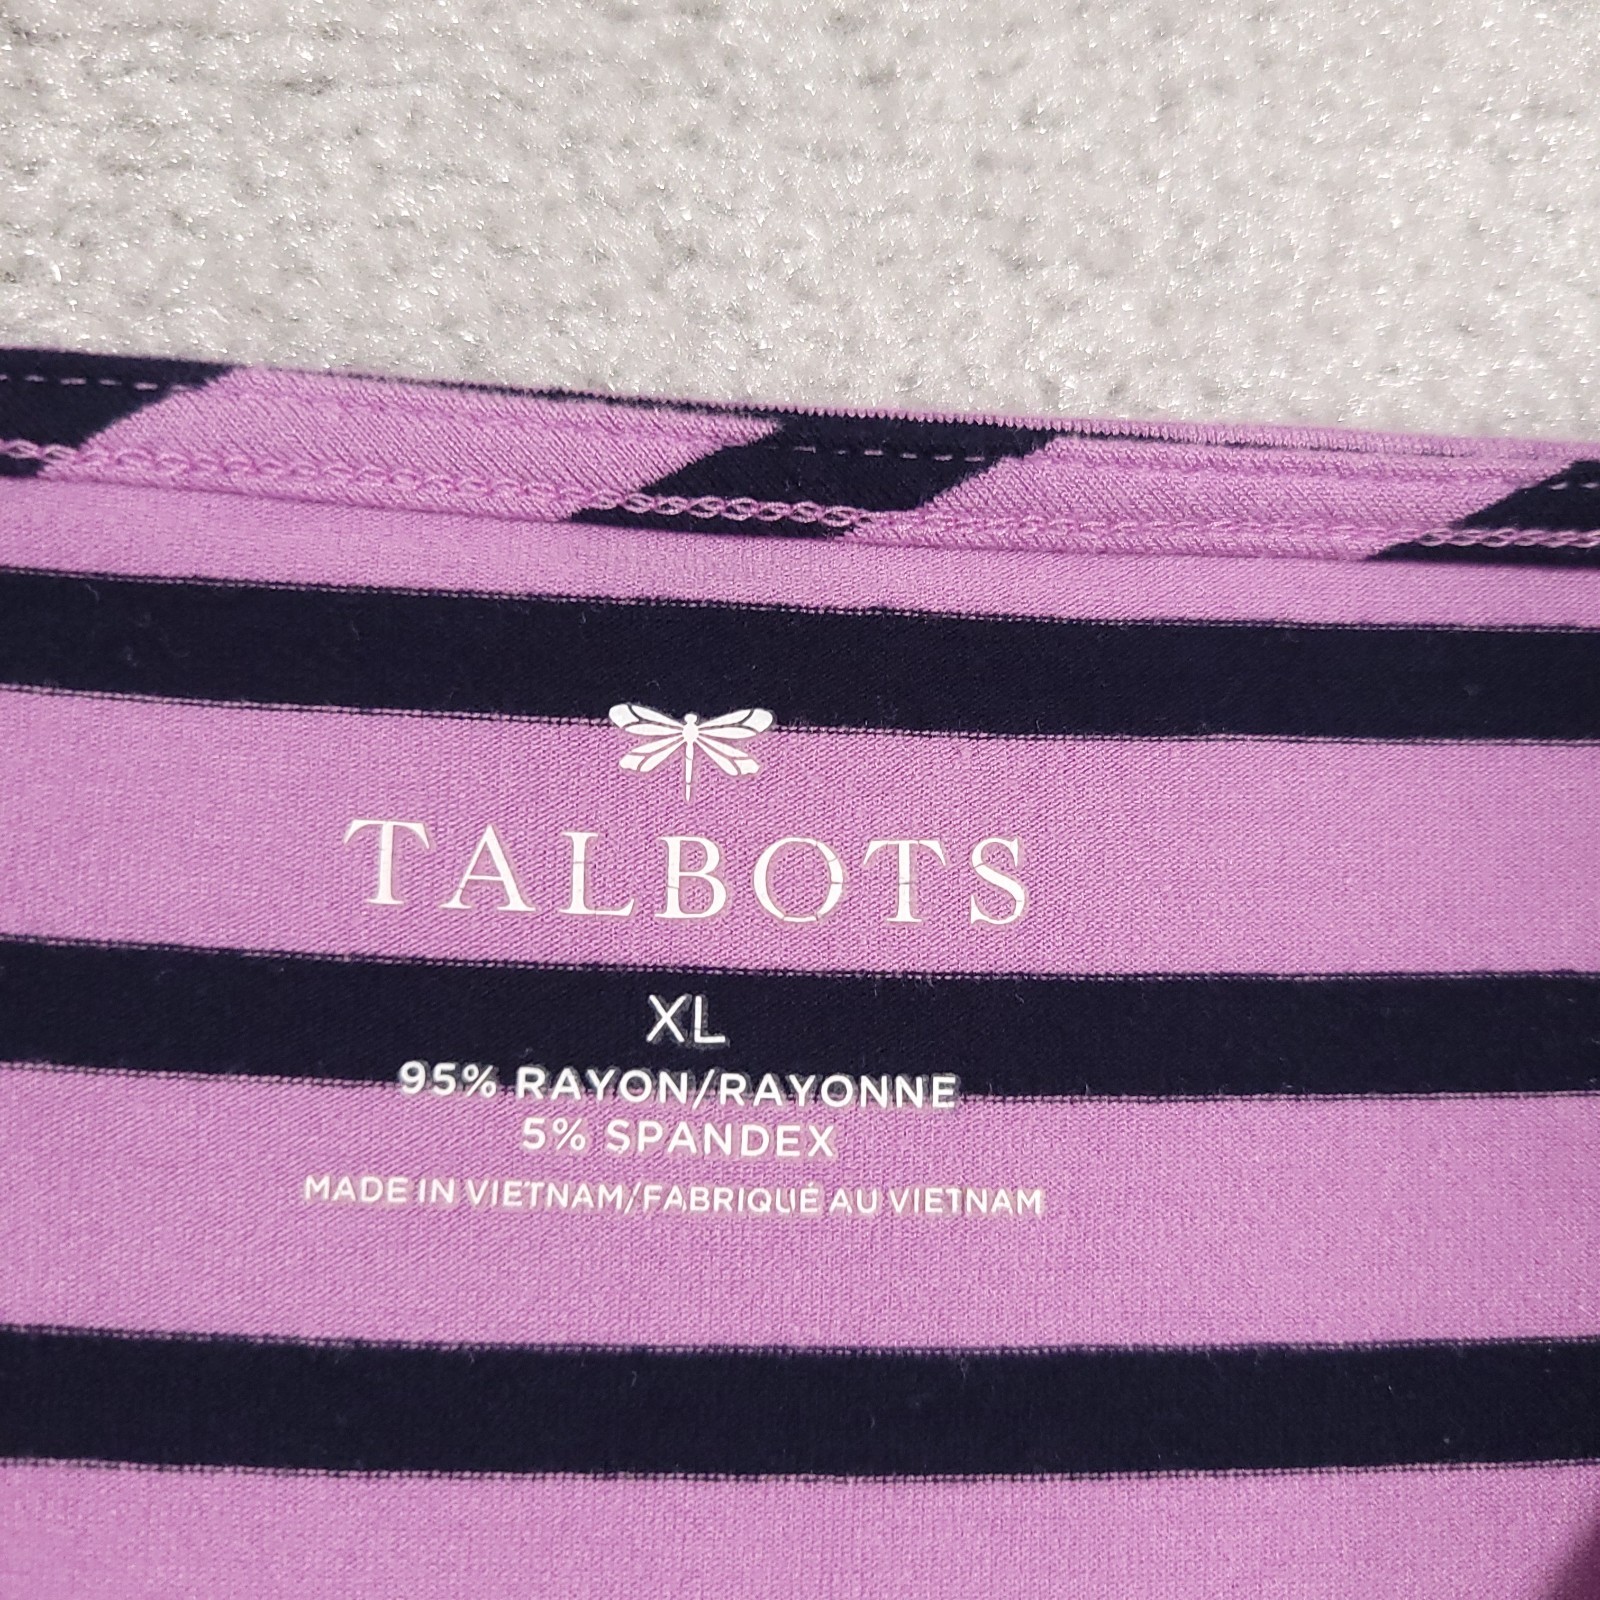 TALBOTS
XL
95% RAYON/RAYONNE
5% SPANDEX
MADE IN VIETNAM/FABRIQUÉ AU VIETNAM